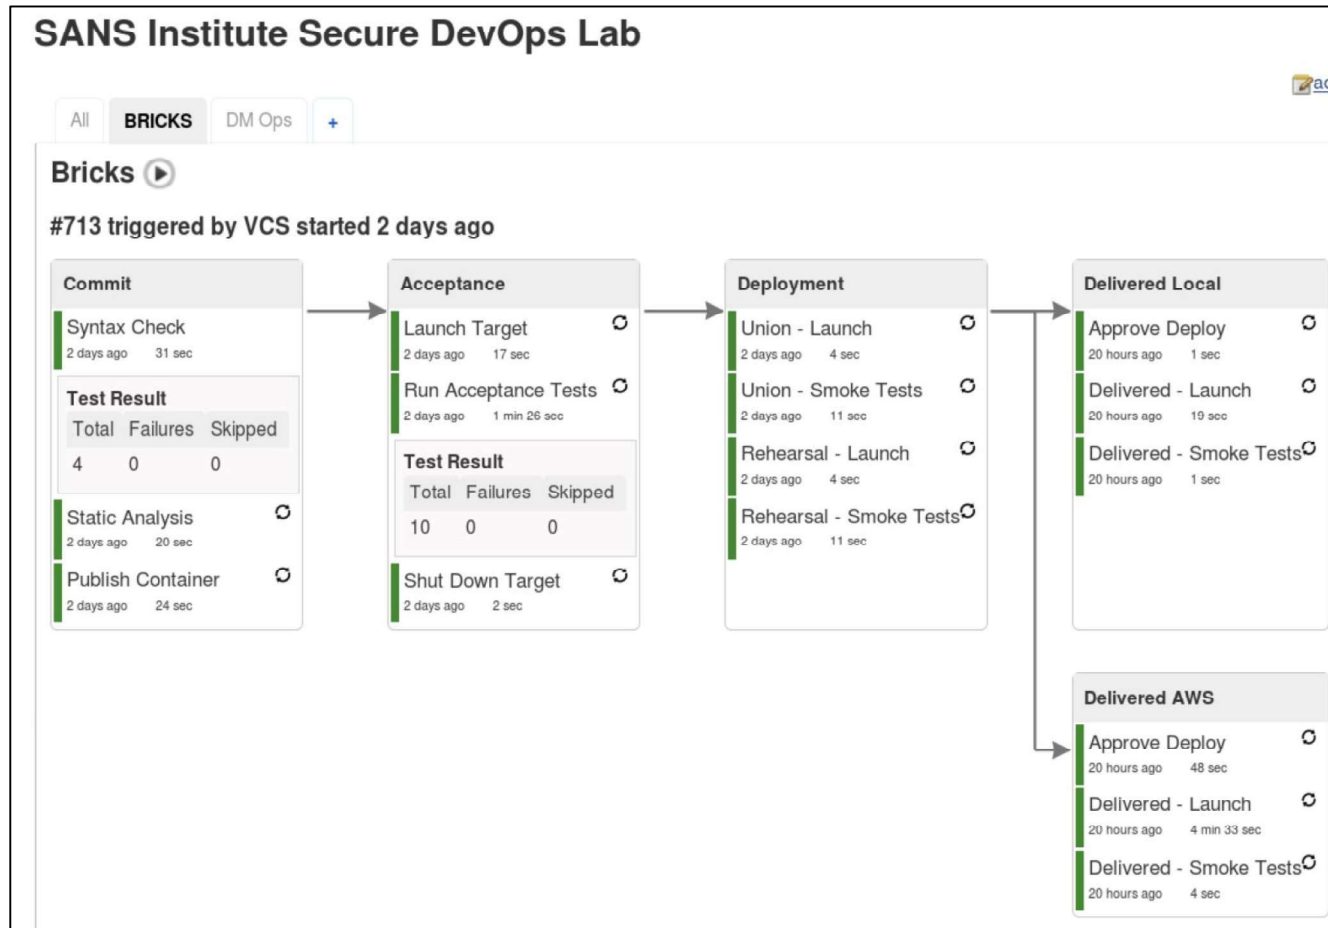 SANS Institute Secure DevOps Lab
All BRICKS DM Ops +
Bricks
#713 triggered by VCS started 2 days ago
Commit
Syntax Check
2 days ago 31 sec
Test Result
Total Failures Skipped
4 0 0
Static Analysis
2 days ago 20 sec
Publish Container
2 days ago 24 sec
Acceptance
Launch Target
2 days ago 17 sec
Run Acceptance Tests
2 days ago 1 min 26 sec
Test Result
Total Failures Skipped
10 0 0
Shut Down Target
2 days ago 2 sec
Deployment
Union - Launch
2 days ago 4 sec
Union - Smoke Tests
2 days ago 11 sec
Rehearsal - Launch
2 days ago 4 sec
Rehearsal - Smoke Tests
2 days ago 11 sec
Delivered Local
Approve Deploy
20 hours ago 1 sec
Delivered - Launch
20 hours ago 19 sec
Delivered - Smoke Tests
20 hours ago 1 sec
Delivered AWS
Approve Deploy
20 hours ago 48 sec
Delivered - Launch
20 hours ago 4 min 33 sec
Delivered - Smoke Tests
20 hours ago 4 sec